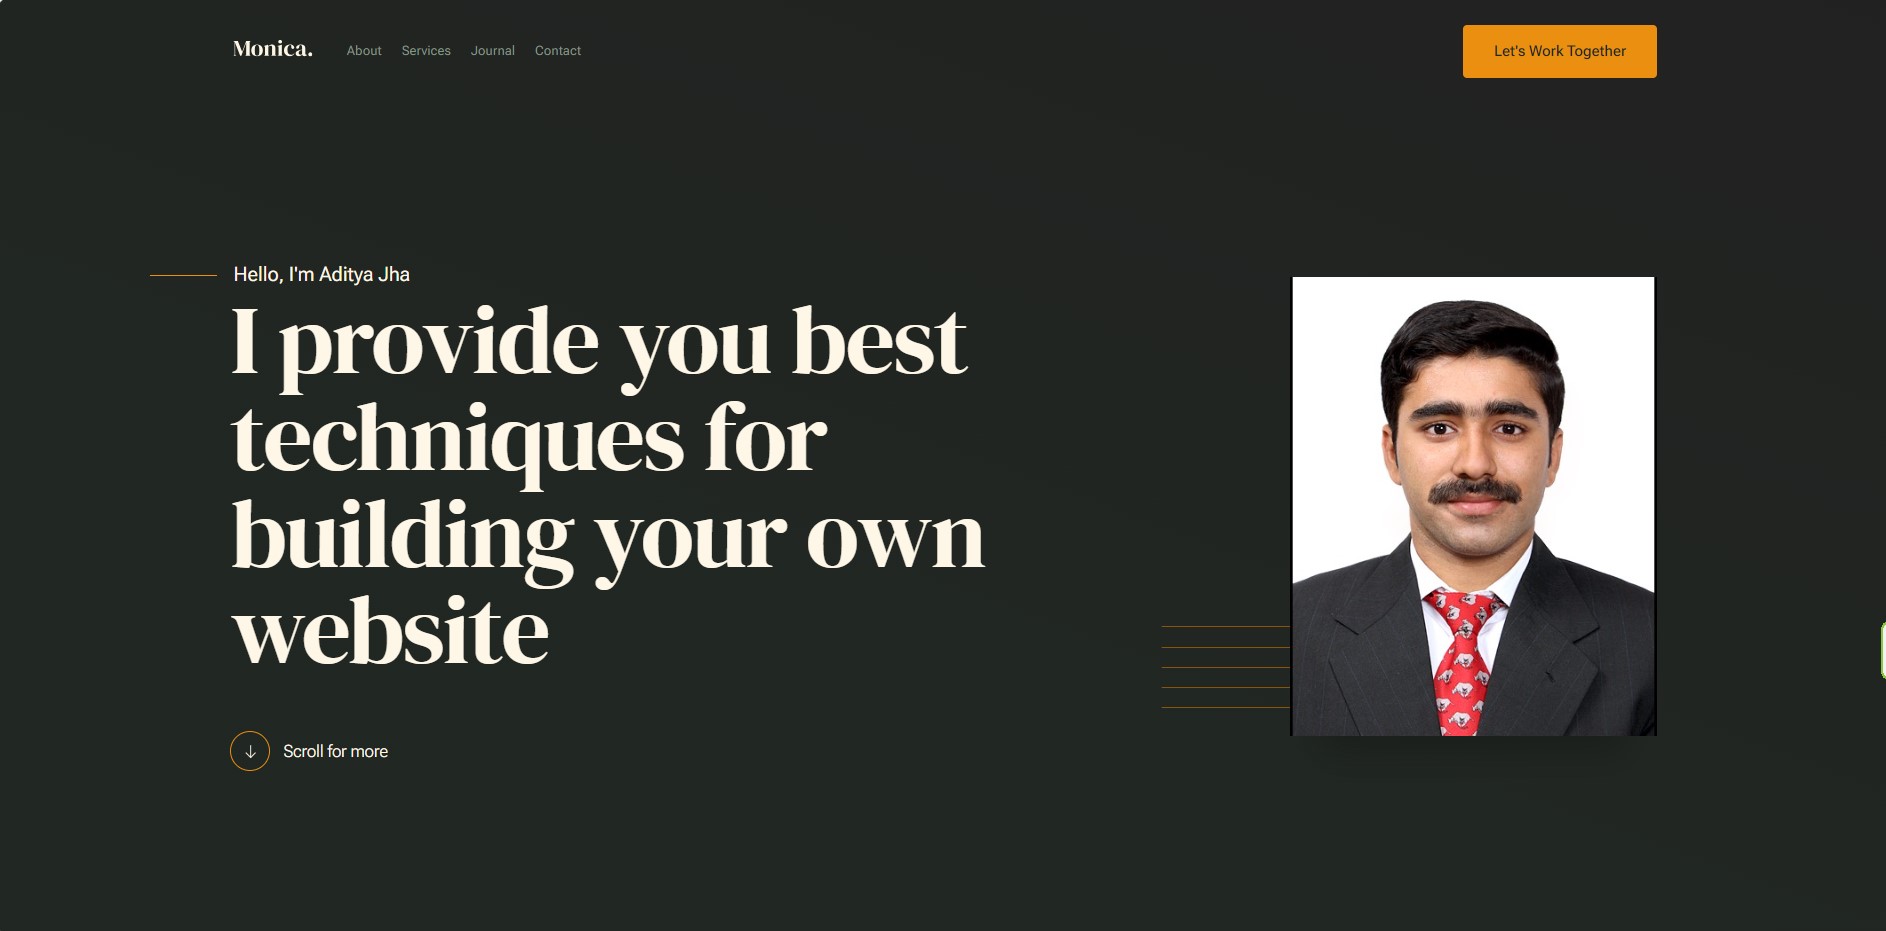 Monica.
About Services Journal Contact
Let's Work Together
Hello, I'm Aditya Jha
I provide you best
techniques for
building your own
website
Scroll for more